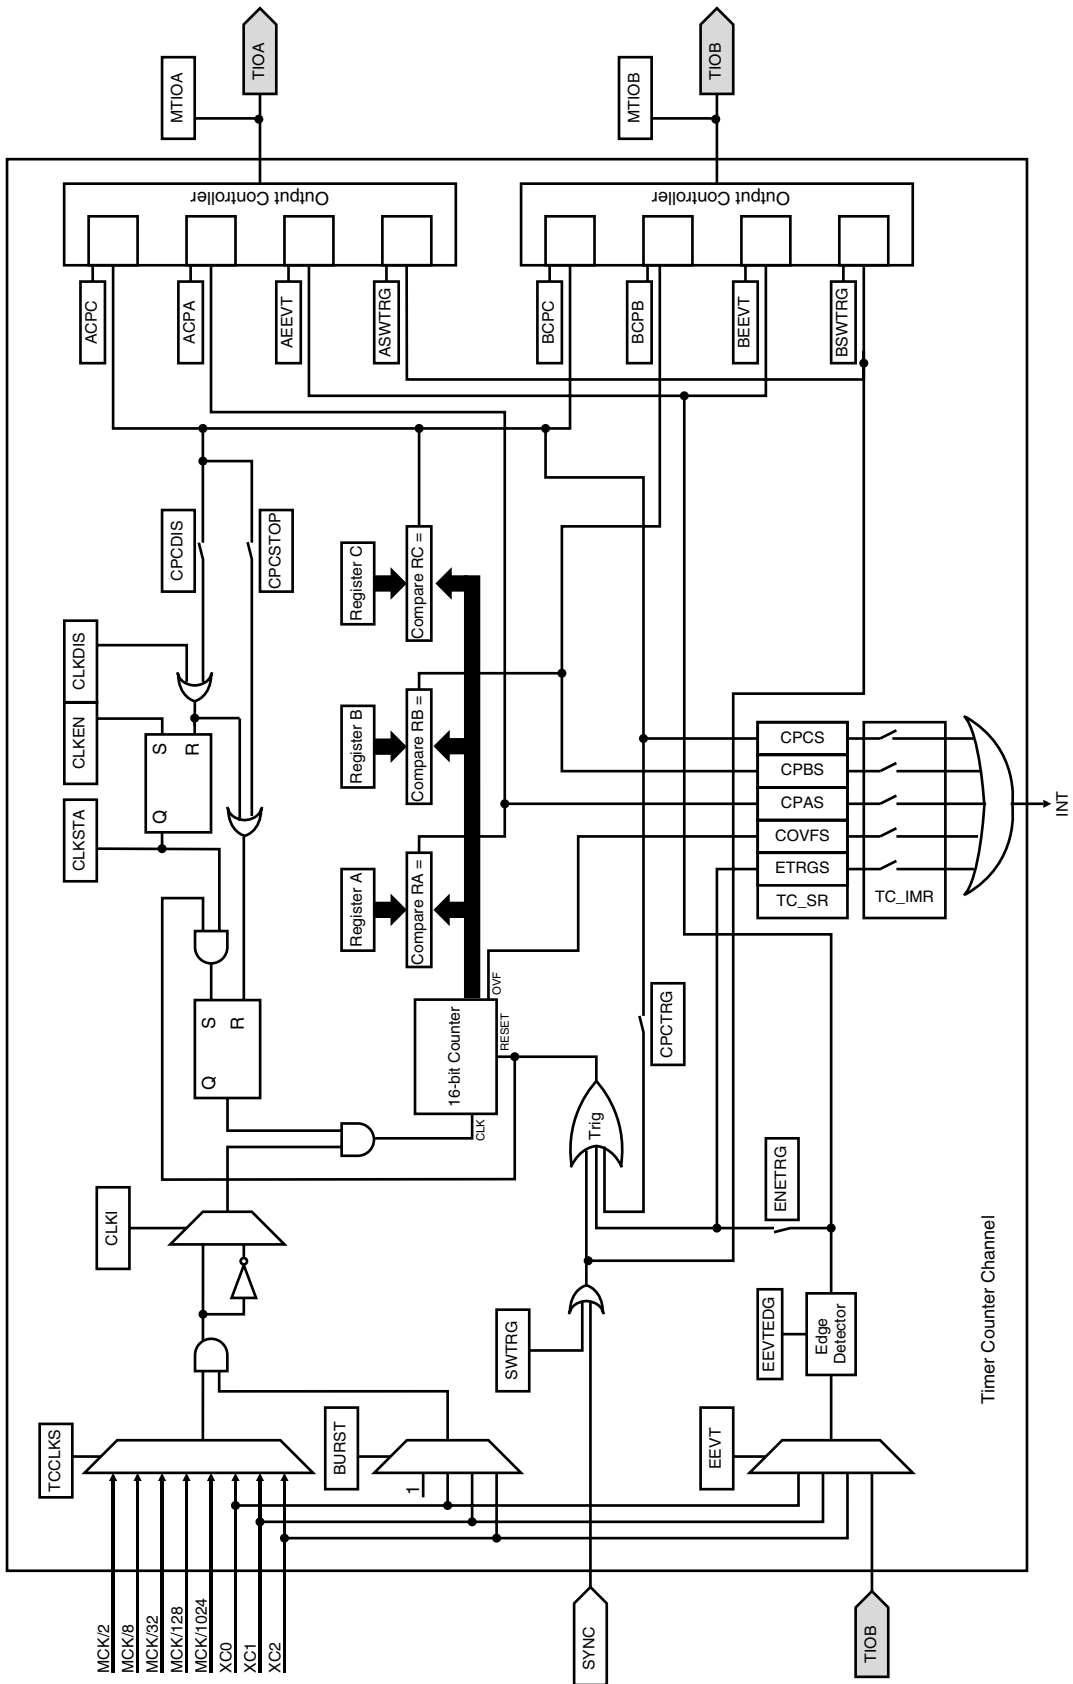 TCCLKS
MCK/2
MCK/8
MCK/32
MCK/128
MCK/1024
XC0
XC1
XC2
CLKI
CLKSTA
CLKEN
CLKDIS
Q
S
R
Q
S
R
CPCDIS
CPCSTOP
ACPC
ACPA
AEEVT
ASWTRG
Output Controller
MTIOA
TIOA
BURST
1
Register A
Register B
Register C
Compare RA =
Compare RB =
Compare RC =
16-bit Counter
CLK
RESET
OVF
SWTRG
SYNC
Trig
CPCTRG
BCPC
BCPB
BEEVT
BSWTRG
Output Controller
MTIOB
TIOB
EEVT
EEVTEDG
Edge
Detector
ENETRG
TIOB
ETRGS
COVFS
CPAS
CPBS
CPCS
TC_SR
TC_IMR
INT
Timer Counter Channel